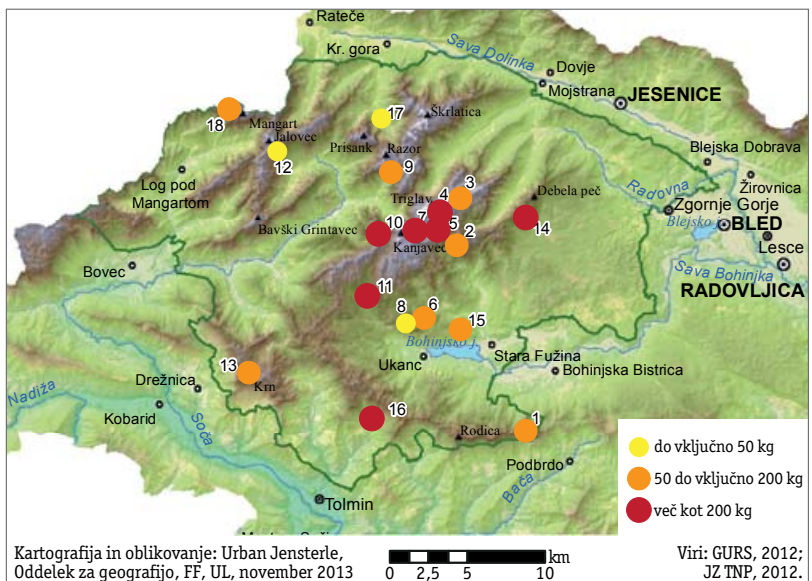 Rateče
Kr. gora
Sava Dolinka
Dovje
Mojstrana
JESENICE
17
Škrlatica
18
Mangart
Jalovec
12
Prisank
Razor
9
Blejska Dobrava
Log pod
Mangartom
Radovna
Žirovnica
3
4
Triglav
Debela peč
Zgornje Gorje
Blejsko j.
BLED
Lesce
14
Bavški Grintavec
10
7
5
2
Kanjavec
Bovec
Sava Bohinjka
RADOVLJICA
11
8
6
15
Bohinjsko j.
Stara Fužina
Ukanc
Bohinjska Bistrica
13
Krn
Drežnica
Nadiža
Kobarid
Soča
16
1
Rodica
Podbrdo
Bača
Tolmin
do vključno 50 kg
50 do vključno 200 kg
več kot 200 kg
Kartografija in oblikovanje: Urban Jensterle,
Oddelek za geografijo, FF, UL, november 2013
km
0 2,5 5 10
Viri: GURS, 2012;
JZ TNP, 2012.